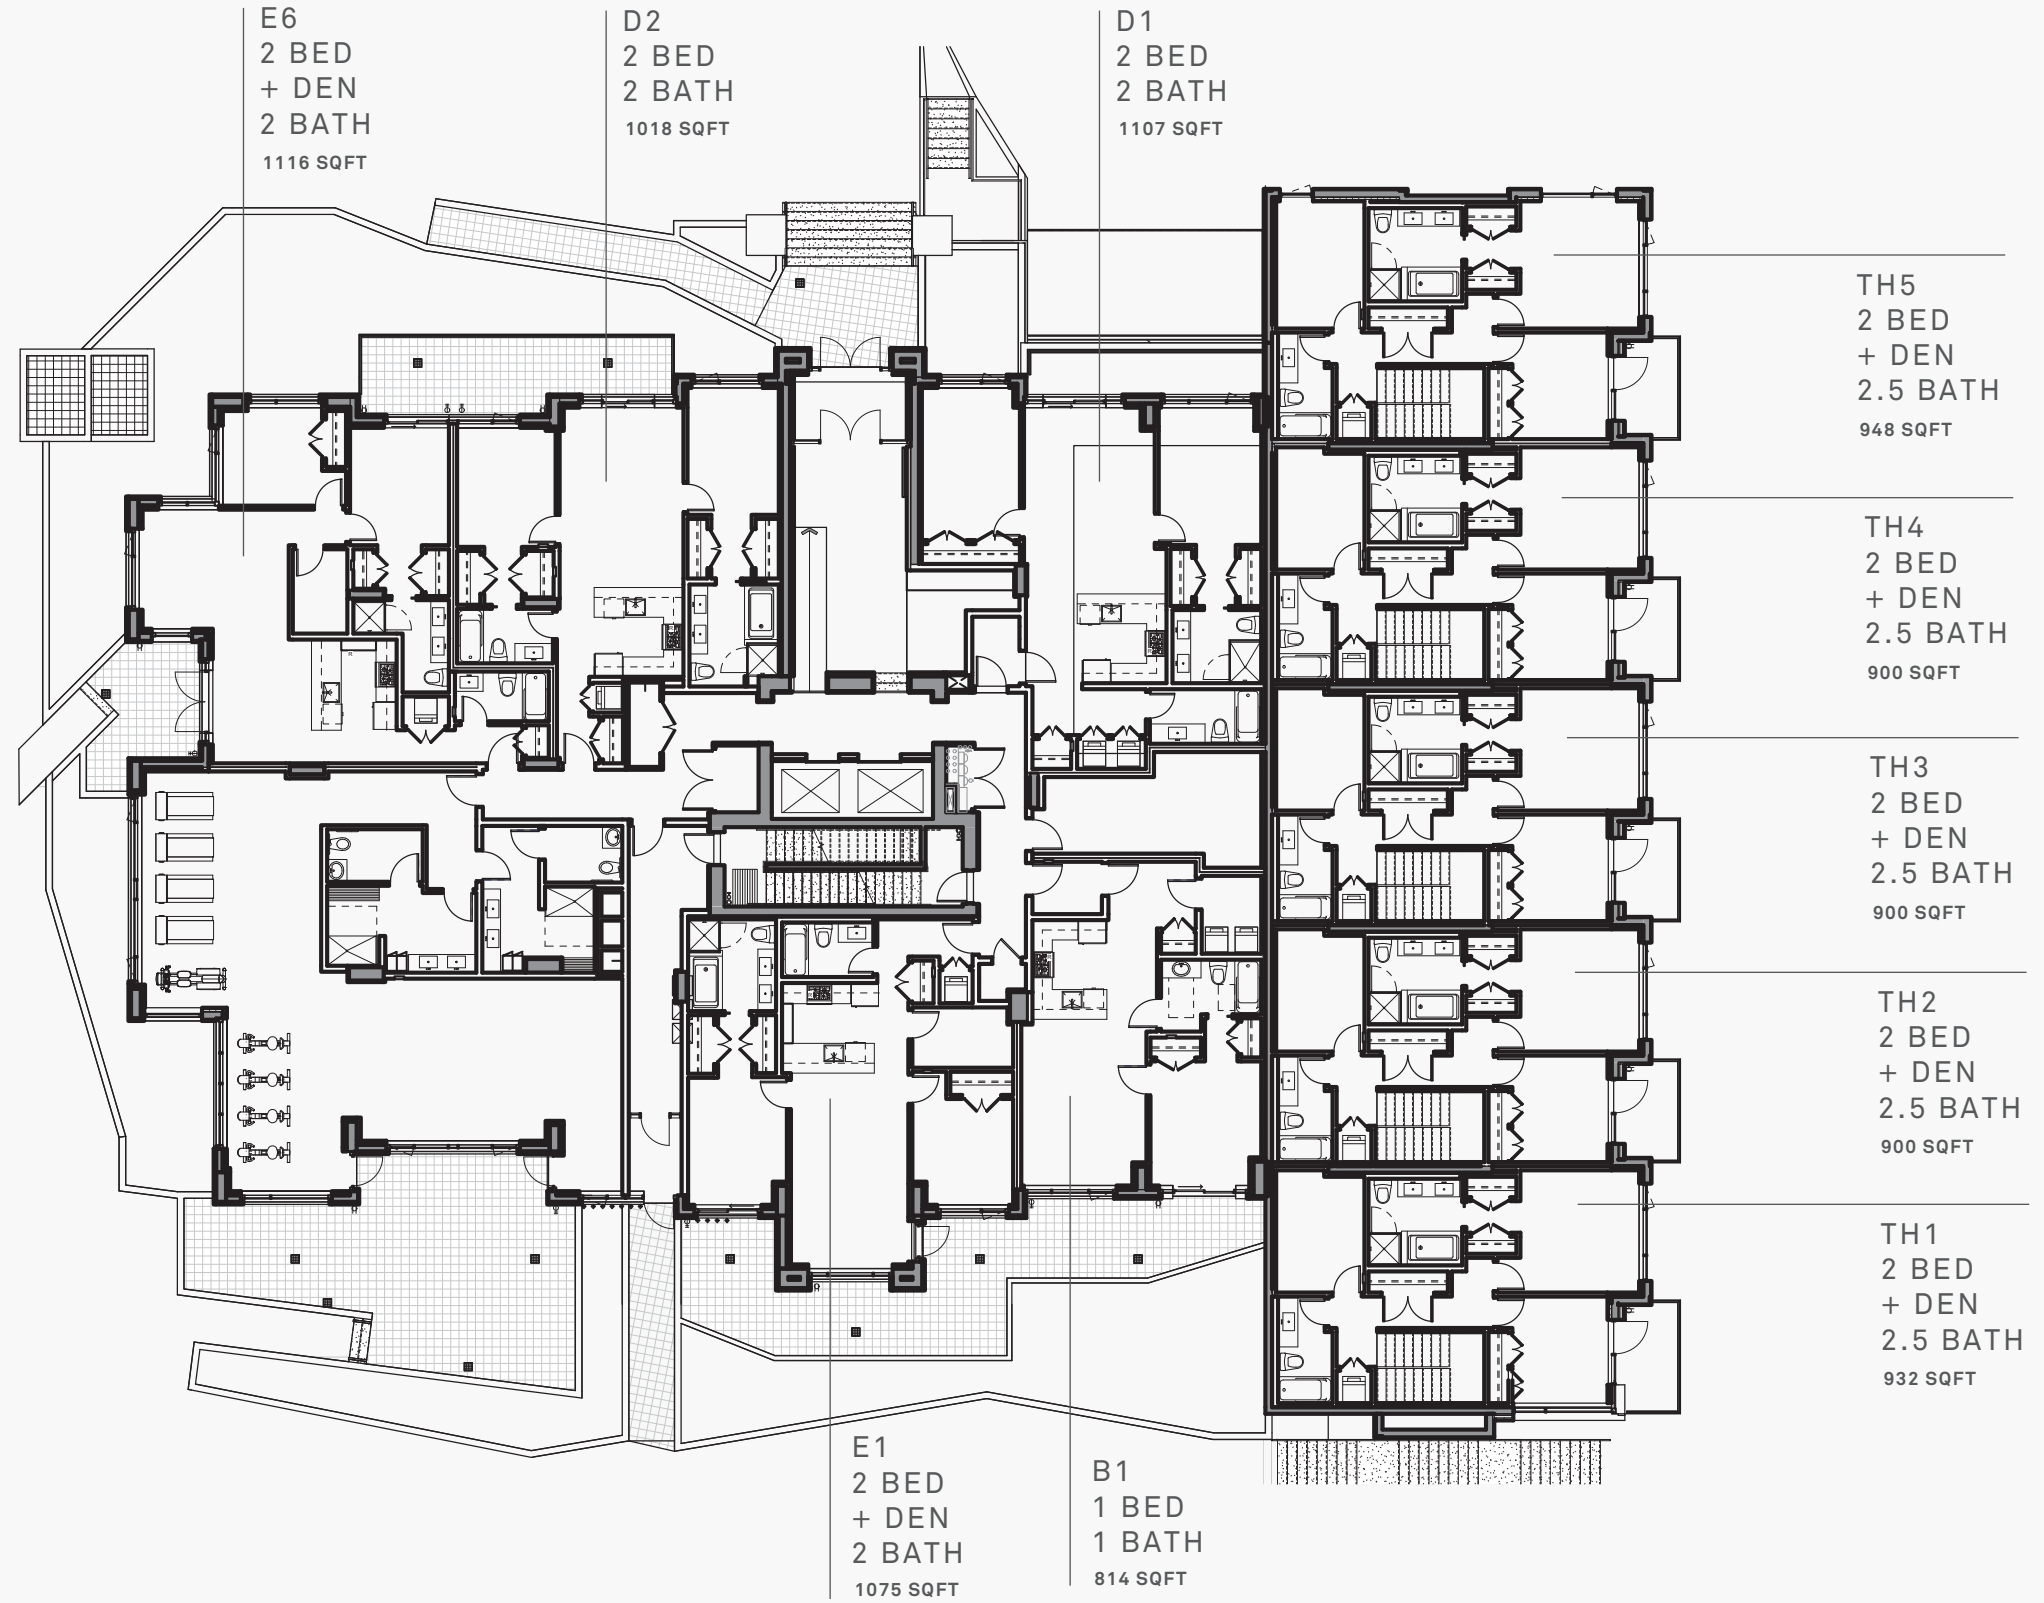 E6
2 BED
+ DEN
2 BATH
1116 SQFT
D2
2 BED
2 BATH
1018 SQFT
D1
2 BED
2 BATH
1107 SQFT
TH5
2 BED
+ DEN
2.5 BATH
948 SQFT
TH4
2 BED
+ DEN
2.5 BATH
900 SQFT
TH3
2 BED
+ DEN
2.5 BATH
900 SQFT
TH2
2 BED
+ DEN
2.5 BATH
900 SQFT
TH1
2 BED
+ DEN
2.5 BATH
932 SQFT
E1
2 BED
+ DEN
2 BATH
1075 SQFT
B1
1 BED
1 BATH
814 SQFT